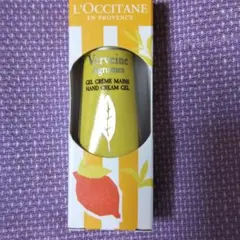 L'OCCITANE
EN PROVENCE
Verveine
agrumes
GEL CRÈME MAINS
HAND CREAM GEL